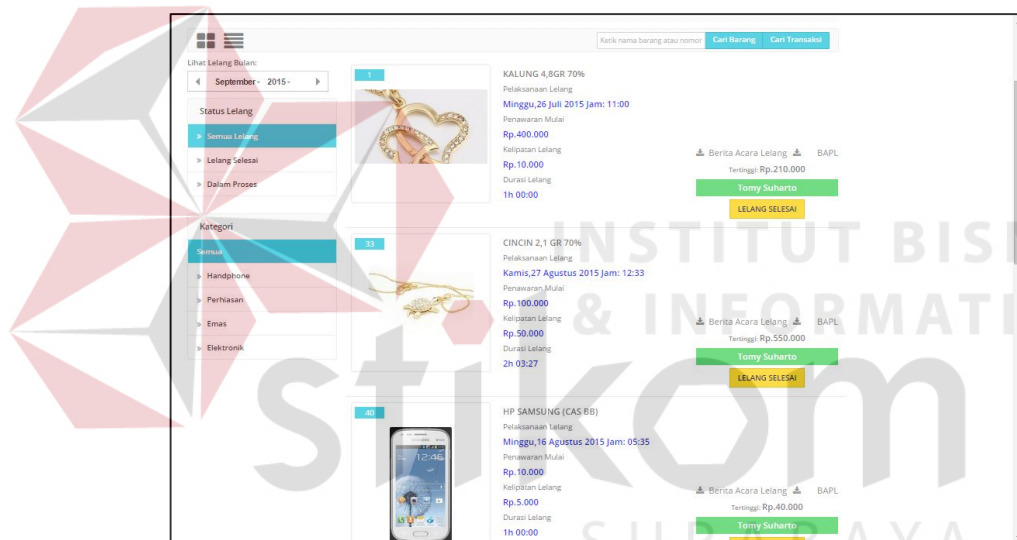 Ketik nama barang atau nomor Cari Barang Cari Transaksi
Lihat Lelang Bulan:
September - 2015 -
Status Lelang
» Semua Lelang
» Lelang Selesai
» Dalam Proses
Kategori
Semua
» Handphone
» Perhiasan
» Emas
» Elektronik
1
KALUNG 4,8GR 70%
Pelaksanaan Lelang
Minggu,26 Juli 2015 Jam: 11:00
Penawaran Mulai
Rp.400.000
Kelipatan Lelang
Rp.10.000
Durasi Lelang
1h 00:00
Berita Acara Lelang BAPL
Tertinggi: Rp.210.000
Tomy Suharto
LELANG SELESAI
33
CINCIN 2,1 GR 70%
Pelaksanaan Lelang
Kamis,27 Agustus 2015 Jam: 12:33
Penawaran Mulai
Rp.100.000
Kelipatan Lelang
Rp.50.000
Durasi Lelang
2h 03:27
Berita Acara Lelang BAPL
Tertinggi: Rp.550.000
Tomy Suharto
LELANG SELESAI
40
12:46
HP SAMSUNG (CAS BB)
Pelaksanaan Lelang
Minggu,16 Agustus 2015 Jam: 05:35
Penawaran Mulai
Rp.10.000
Kelipatan Lelang
Rp.5.000
Durasi Lelang
1h 00:00
Berita Acara Lelang BAPL
Tertinggi: Rp.40.000
Tomy Suharto
INSTITUT BISN
& INFORMATI
stikom
SURABAYA